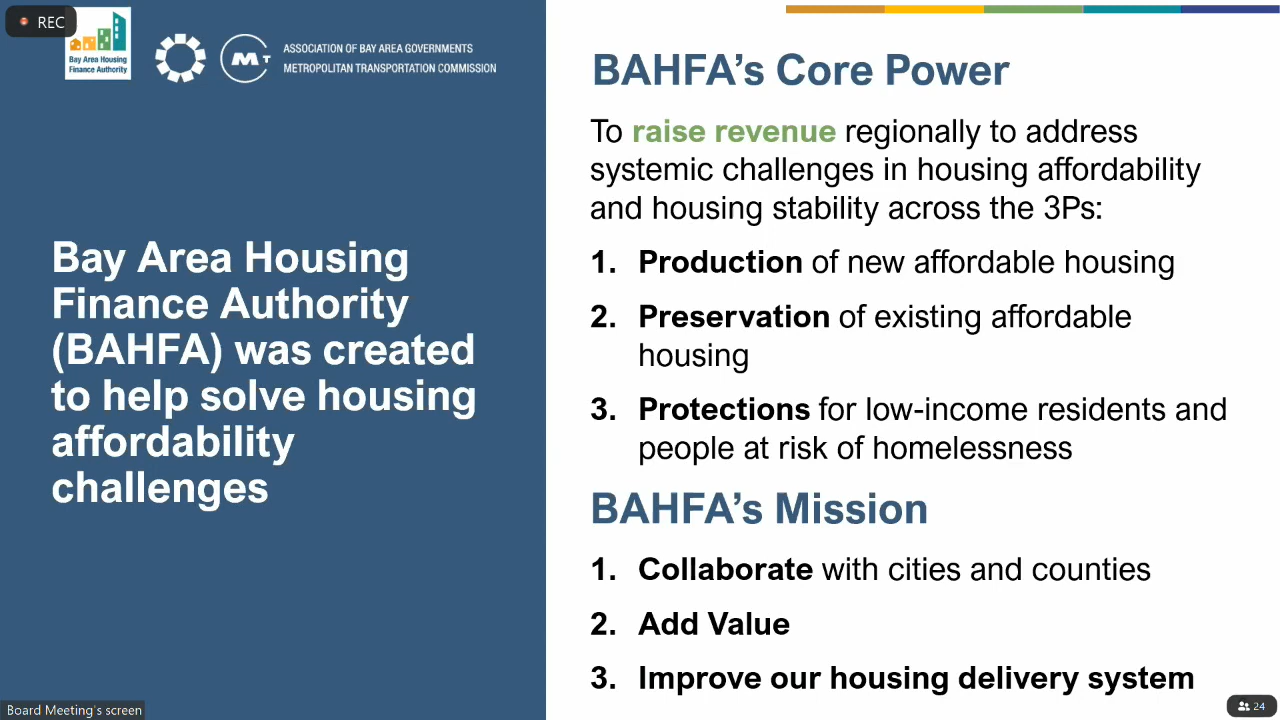 REC
Bay Area Housing
Finance Authority
ASSOCIATION OF BAY AREA GOVERNMENTS
METROPOLITAN TRANSPORTATION COMMISSION
MT
Bay Area Housing
Finance Authority
(BAHFA) was created
to help solve housing
affordability
challenges
BAHFA’s Core Power
To raise revenue regionally to address
systemic challenges in housing affordability
and housing stability across the 3Ps:
1. Production of new affordable housing
2. Preservation of existing affordable
housing
3. Protections for low-income residents and
people at risk of homelessness
BAHFA’s Mission
1. Collaborate with cities and counties
2. Add Value
3. Improve our housing delivery system
Board Meeting's screen
24